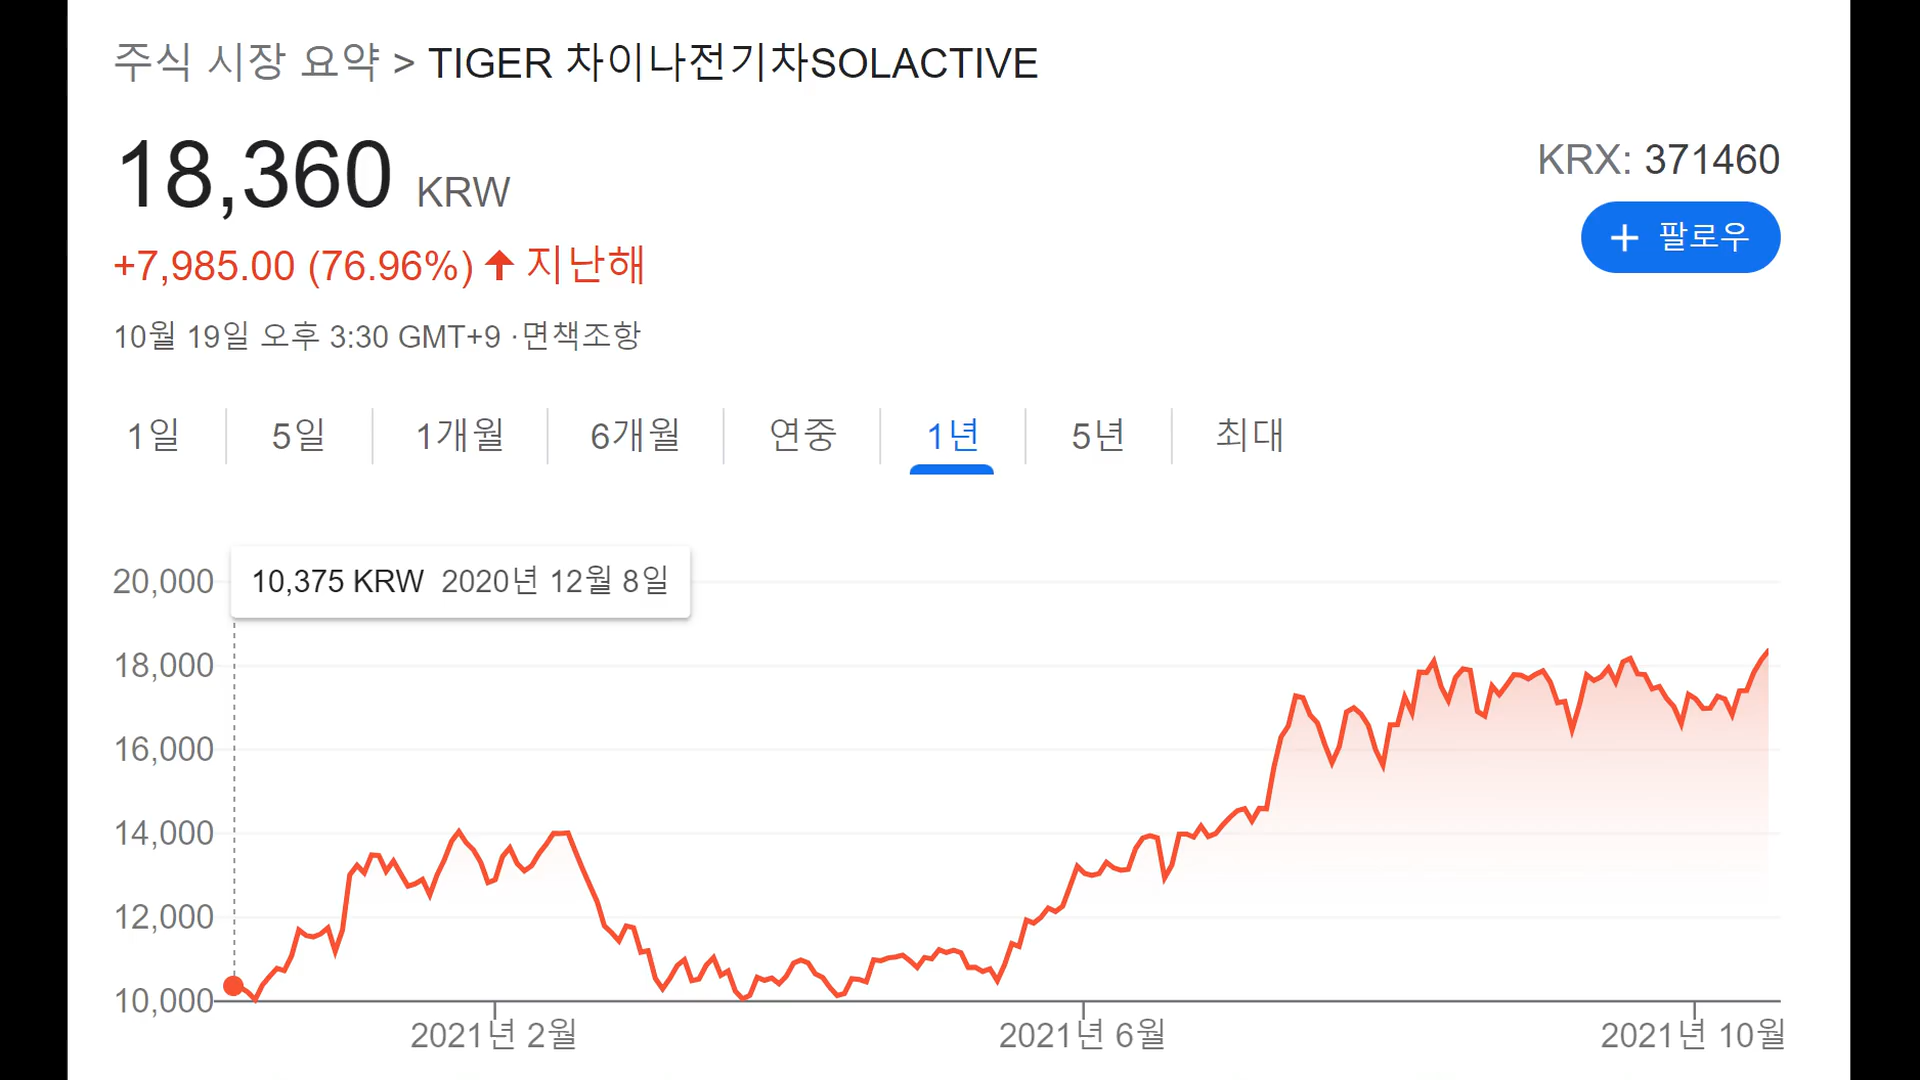 주식 시장 요약 > TIGER 차이나전기차SOLACTIVE
18,360 KRW
KRX: 371460
+ 팔로우
+7,985.00 (76.96%) ↑ 지난해
10월 19일 오후 3:30 GMT+9 ·면책조항
1일 5일 1개월 6개월 연중 1년 5년 최대
10,375 KRW 2020년 12월 8일
20,000
18,000
16,000
14,000
12,000
10,000
2021년 2월 2021년 6월 2021년 10월